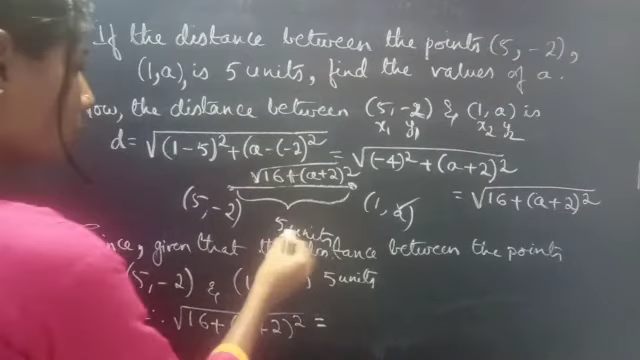 If the distance between the points (5, -2),
(1, a), is 5 units, find the values of a.
the distance between (5, -2) & (1, a) is
x₁ y₁ x₂ y₂
d = √(1-5)² + (a-(-2)² = √(-4)² + (a+2)²
√16 + (a+2)² = √16 + (a+2)²
(5, -2) (1, a)
5 units
given that the distance between the points
5, -2) & (1 5 units
∴ √16 + ( +2)² =